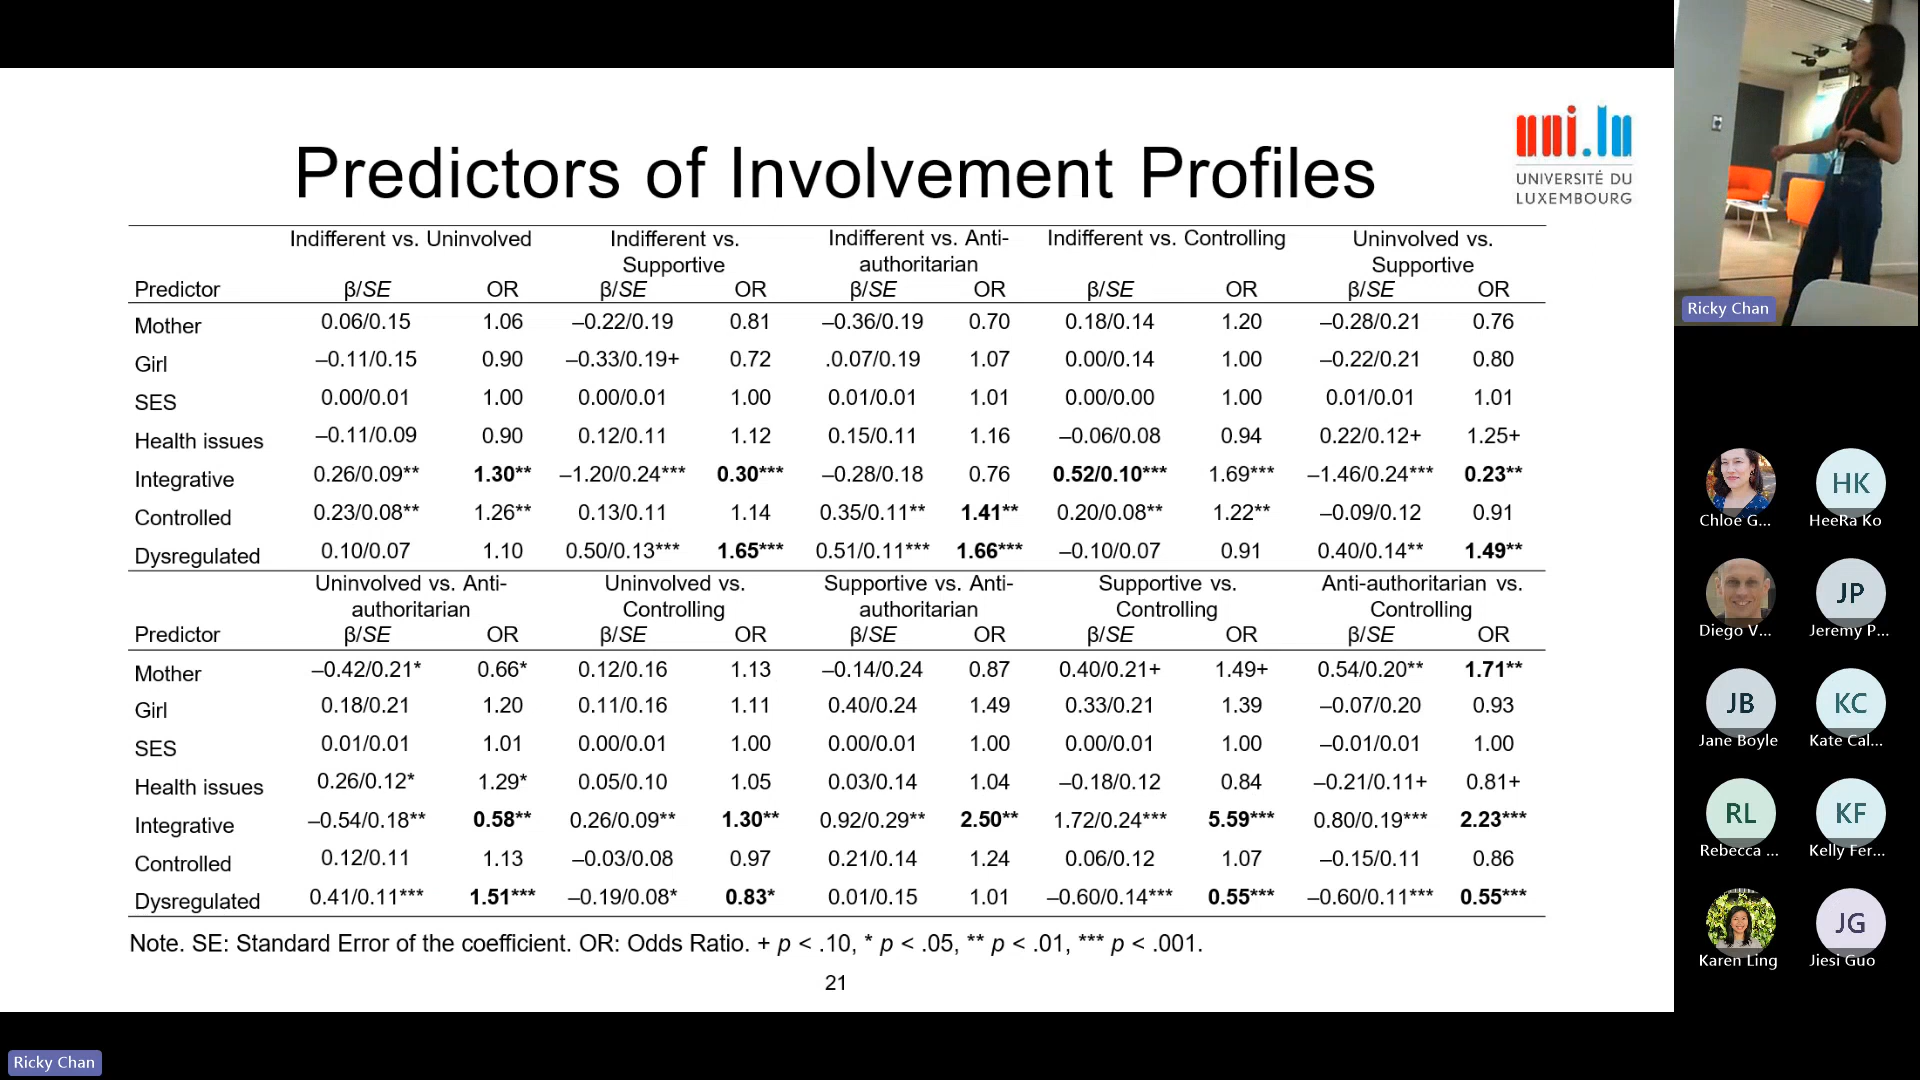 Predictors of Involvement Profiles
uni.lu
UNIVERSITÉ DU
LUXEMBOURG
Indifferent vs. Uninvolved Indifferent vs. Supportive Indifferent vs. Anti-authoritarian Indifferent vs. Controlling Uninvolved vs. Supportive
Predictor β/SE OR β/SE OR β/SE OR β/SE OR β/SE OR
Mother 0.06/0.15 1.06 –0.22/0.19 0.81 –0.36/0.19 0.70 0.18/0.14 1.20 –0.28/0.21 0.76
Girl –0.11/0.15 0.90 –0.33/0.19+ 0.72 .0.07/0.19 1.07 0.00/0.14 1.00 –0.22/0.21 0.80
SES 0.00/0.01 1.00 0.00/0.01 1.00 0.01/0.01 1.01 0.00/0.00 1.00 0.01/0.01 1.01
Health issues –0.11/0.09 0.90 0.12/0.11 1.12 0.15/0.11 1.16 –0.06/0.08 0.94 0.22/0.12+ 1.25+
Integrative 0.26/0.09** 1.30** –1.20/0.24*** 0.30*** –0.28/0.18 0.76 0.52/0.10*** 1.69*** –1.46/0.24*** 0.23**
Controlled 0.23/0.08** 1.26** 0.13/0.11 1.14 0.35/0.11** 1.41** 0.20/0.08** 1.22** –0.09/0.12 0.91
Dysregulated 0.10/0.07 1.10 0.50/0.13*** 1.65*** 0.51/0.11*** 1.66*** –0.10/0.07 0.91 0.40/0.14** 1.49**
Uninvolved vs. Anti-authoritarian Uninvolved vs. Controlling Supportive vs. Anti-authoritarian Supportive vs. Controlling Anti-authoritarian vs. Controlling
Predictor β/SE OR β/SE OR β/SE OR β/SE OR β/SE OR
Mother –0.42/0.21* 0.66* 0.12/0.16 1.13 –0.14/0.24 0.87 0.40/0.21+ 1.49+ 0.54/0.20** 1.71**
Girl 0.18/0.21 1.20 0.11/0.16 1.11 0.40/0.24 1.49 0.33/0.21 1.39 –0.07/0.20 0.93
SES 0.01/0.01 1.01 0.00/0.01 1.00 0.00/0.01 1.00 0.00/0.01 1.00 –0.01/0.01 1.00
Health issues 0.26/0.12* 1.29* 0.05/0.10 1.05 0.03/0.14 1.04 –0.18/0.12 0.84 –0.21/0.11+ 0.81+
Integrative –0.54/0.18** 0.58** 0.26/0.09** 1.30** 0.92/0.29** 2.50** 1.72/0.24*** 5.59*** 0.80/0.19*** 2.23***
Controlled 0.12/0.11 1.13 –0.03/0.08 0.97 0.21/0.14 1.24 0.06/0.12 1.07 –0.15/0.11 0.86
Dysregulated 0.41/0.11*** 1.51*** –0.19/0.08* 0.83* 0.01/0.15 1.01 –0.60/0.14*** 0.55*** –0.60/0.11*** 0.55***
Note. SE: Standard Error of the coefficient. OR: Odds Ratio. + p < .10, * p < .05, ** p < .01, *** p < .001.
21
Ricky Chan
Ricky Chan
Chloe G...
HK
HeeRa Ko
Diego V...
JP
Jeremy P...
JB
Jane Boyle
KC
Kate Cal...
RL
Rebecca ...
KF
Kelly Fer...
Karen Ling
JG
Jiesi Guo